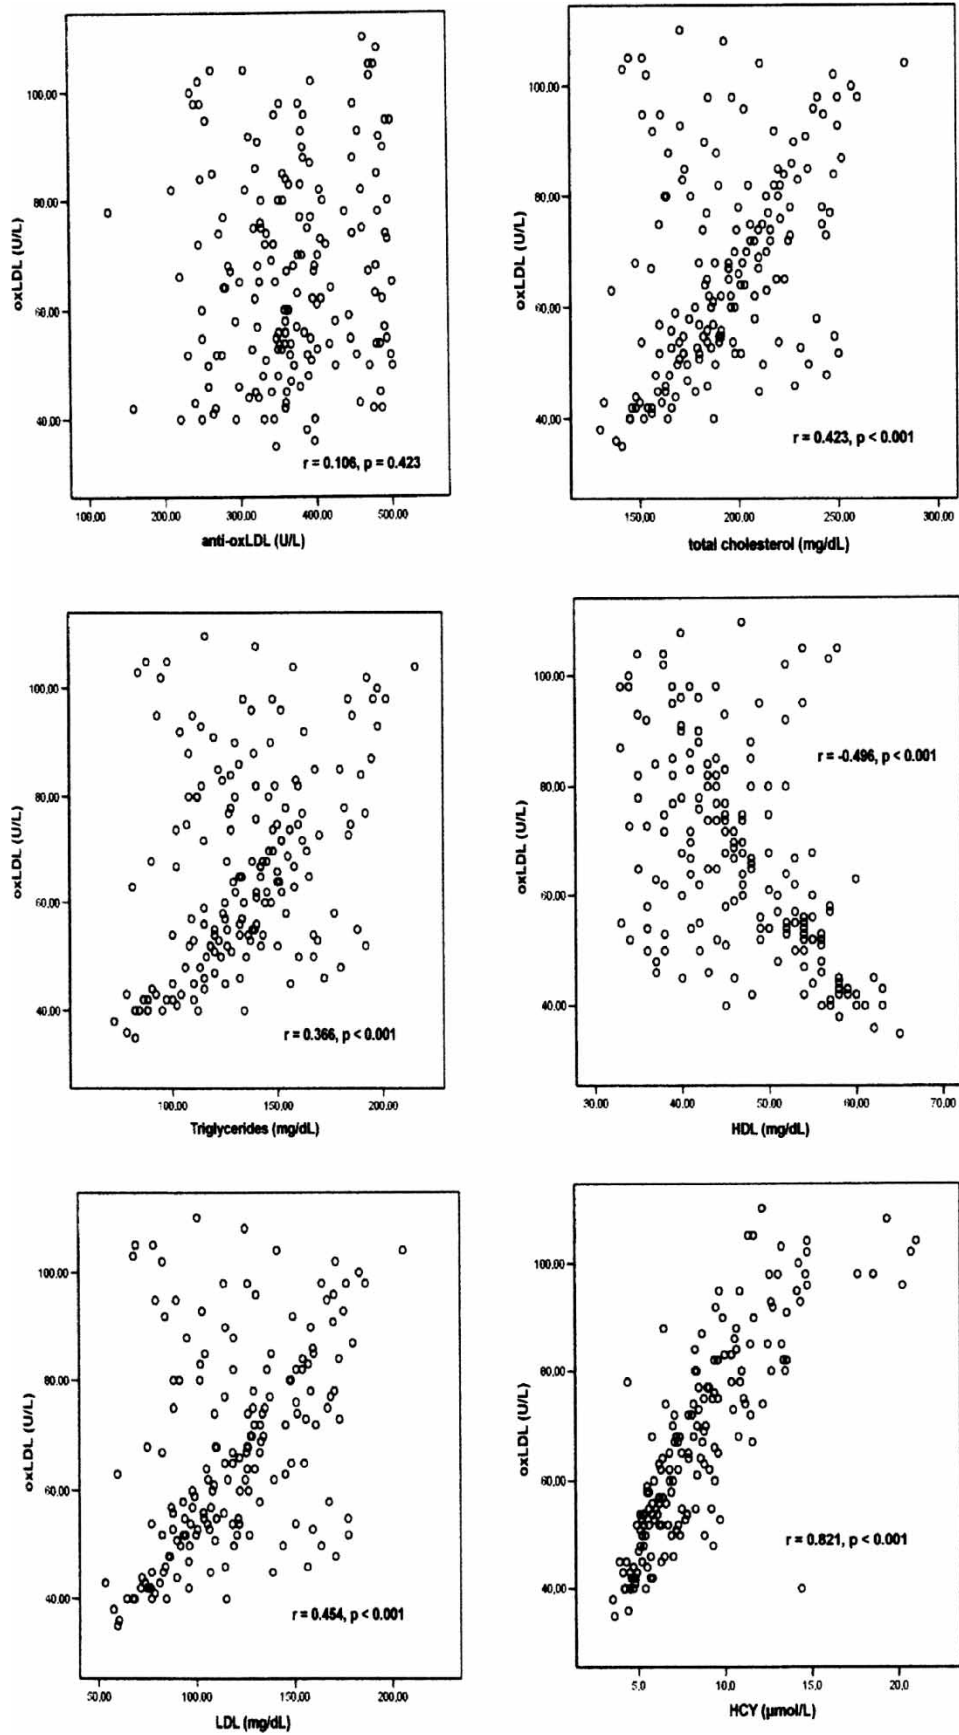 100.00
80.00
60.00
40.00
oxLDL (U/L)
r = 0.106, p = 0.423
100.00 200.00 300.00 400.00 500.00
anti-oxLDL (U/L)
100.00
80.00
60.00
40.00
oxLDL (U/L)
r = 0.423, p < 0.001
150.00 200.00 250.00 300.00
total cholesterol (mg/dL)
100.00
80.00
60.00
40.00
oxLDL (U/L)
r = 0.366, p < 0.001
100.00 150.00 200.00
Triglycerides (mg/dL)
100.00
80.00
60.00
40.00
oxLDL (U/L)
r = -0.496, p < 0.001
30.00 40.00 50.00 60.00 70.00
HDL (mg/dL)
100.00
80.00
60.00
40.00
oxLDL (U/L)
r = 0.454, p < 0.001
50.00 100.00 150.00 200.00
LDL (mg/dL)
100.00
80.00
60.00
40.00
oxLDL (U/L)
r = 0.821, p < 0.001
5,0 10,0 15,0 20,0
HCY (µmol/L)